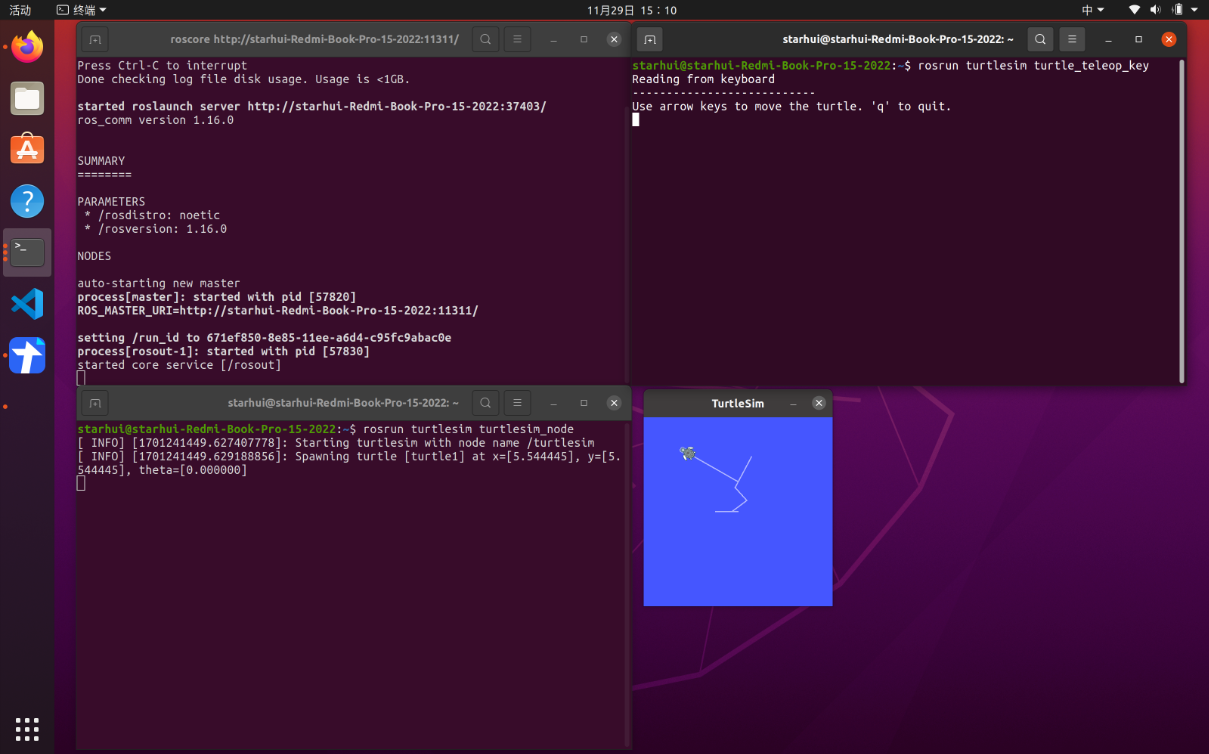 活动
终端
11月29日 15：10
中
roscore http://starhui-Redmi-Book-Pro-15-2022:11311/
Press Ctrl-C to interrupt
Done checking log file disk usage. Usage is <1GB.
started roslaunch server http://starhui-Redmi-Book-Pro-15-2022:37403/
ros_comm version 1.16.0
SUMMARY
========
PARAMETERS
* /rosdistro: noetic
* /rosversion: 1.16.0
NODES
auto-starting new master
process[master]: started with pid [57820]
ROS_MASTER_URI=http://starhui-Redmi-Book-Pro-15-2022:11311/
setting /run_id to 671ef850-8e85-11ee-a6d4-c95fc9abac0e
process[rosout-1]: started with pid [57830]
started core service [/rosout]
starhui@starhui-Redmi-Book-Pro-15-2022: ~
starhui@starhui-Redmi-Book-Pro-15-2022:~$ rosrun turtlesim turtle_teleop_key
Reading from keyboard
---------------------------
Use arrow keys to move the turtle. 'q' to quit.
starhui@starhui-Redmi-Book-Pro-15-2022: ~
starhui@starhui-Redmi-Book-Pro-15-2022:~$ rosrun turtlesim turtlesim_node
[ INFO] [1701241449.627407778]: Starting turtlesim with node name /turtlesim
[ INFO] [1701241449.629188856]: Spawning turtle [turtle1] at x=[5.544445], y=[5.
544445], theta=[0.000000]
TurtleSim